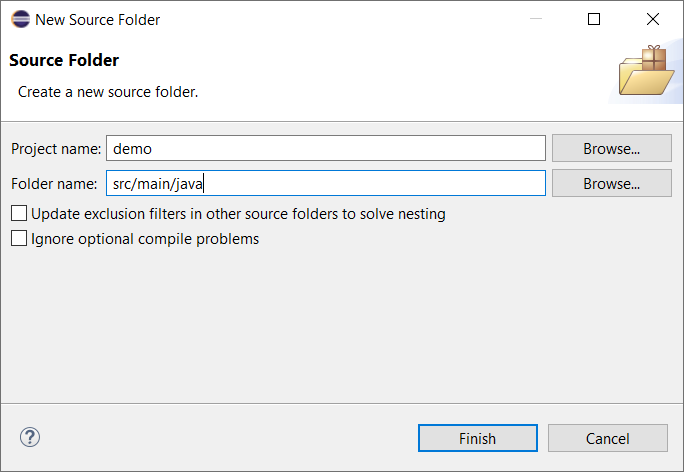 New Source Folder
Source Folder
Create a new source folder.
Project name: demo Browse...
Folder name: src/main/java Browse...
Update exclusion filters in other source folders to solve nesting
Ignore optional compile problems
? Finish Cancel